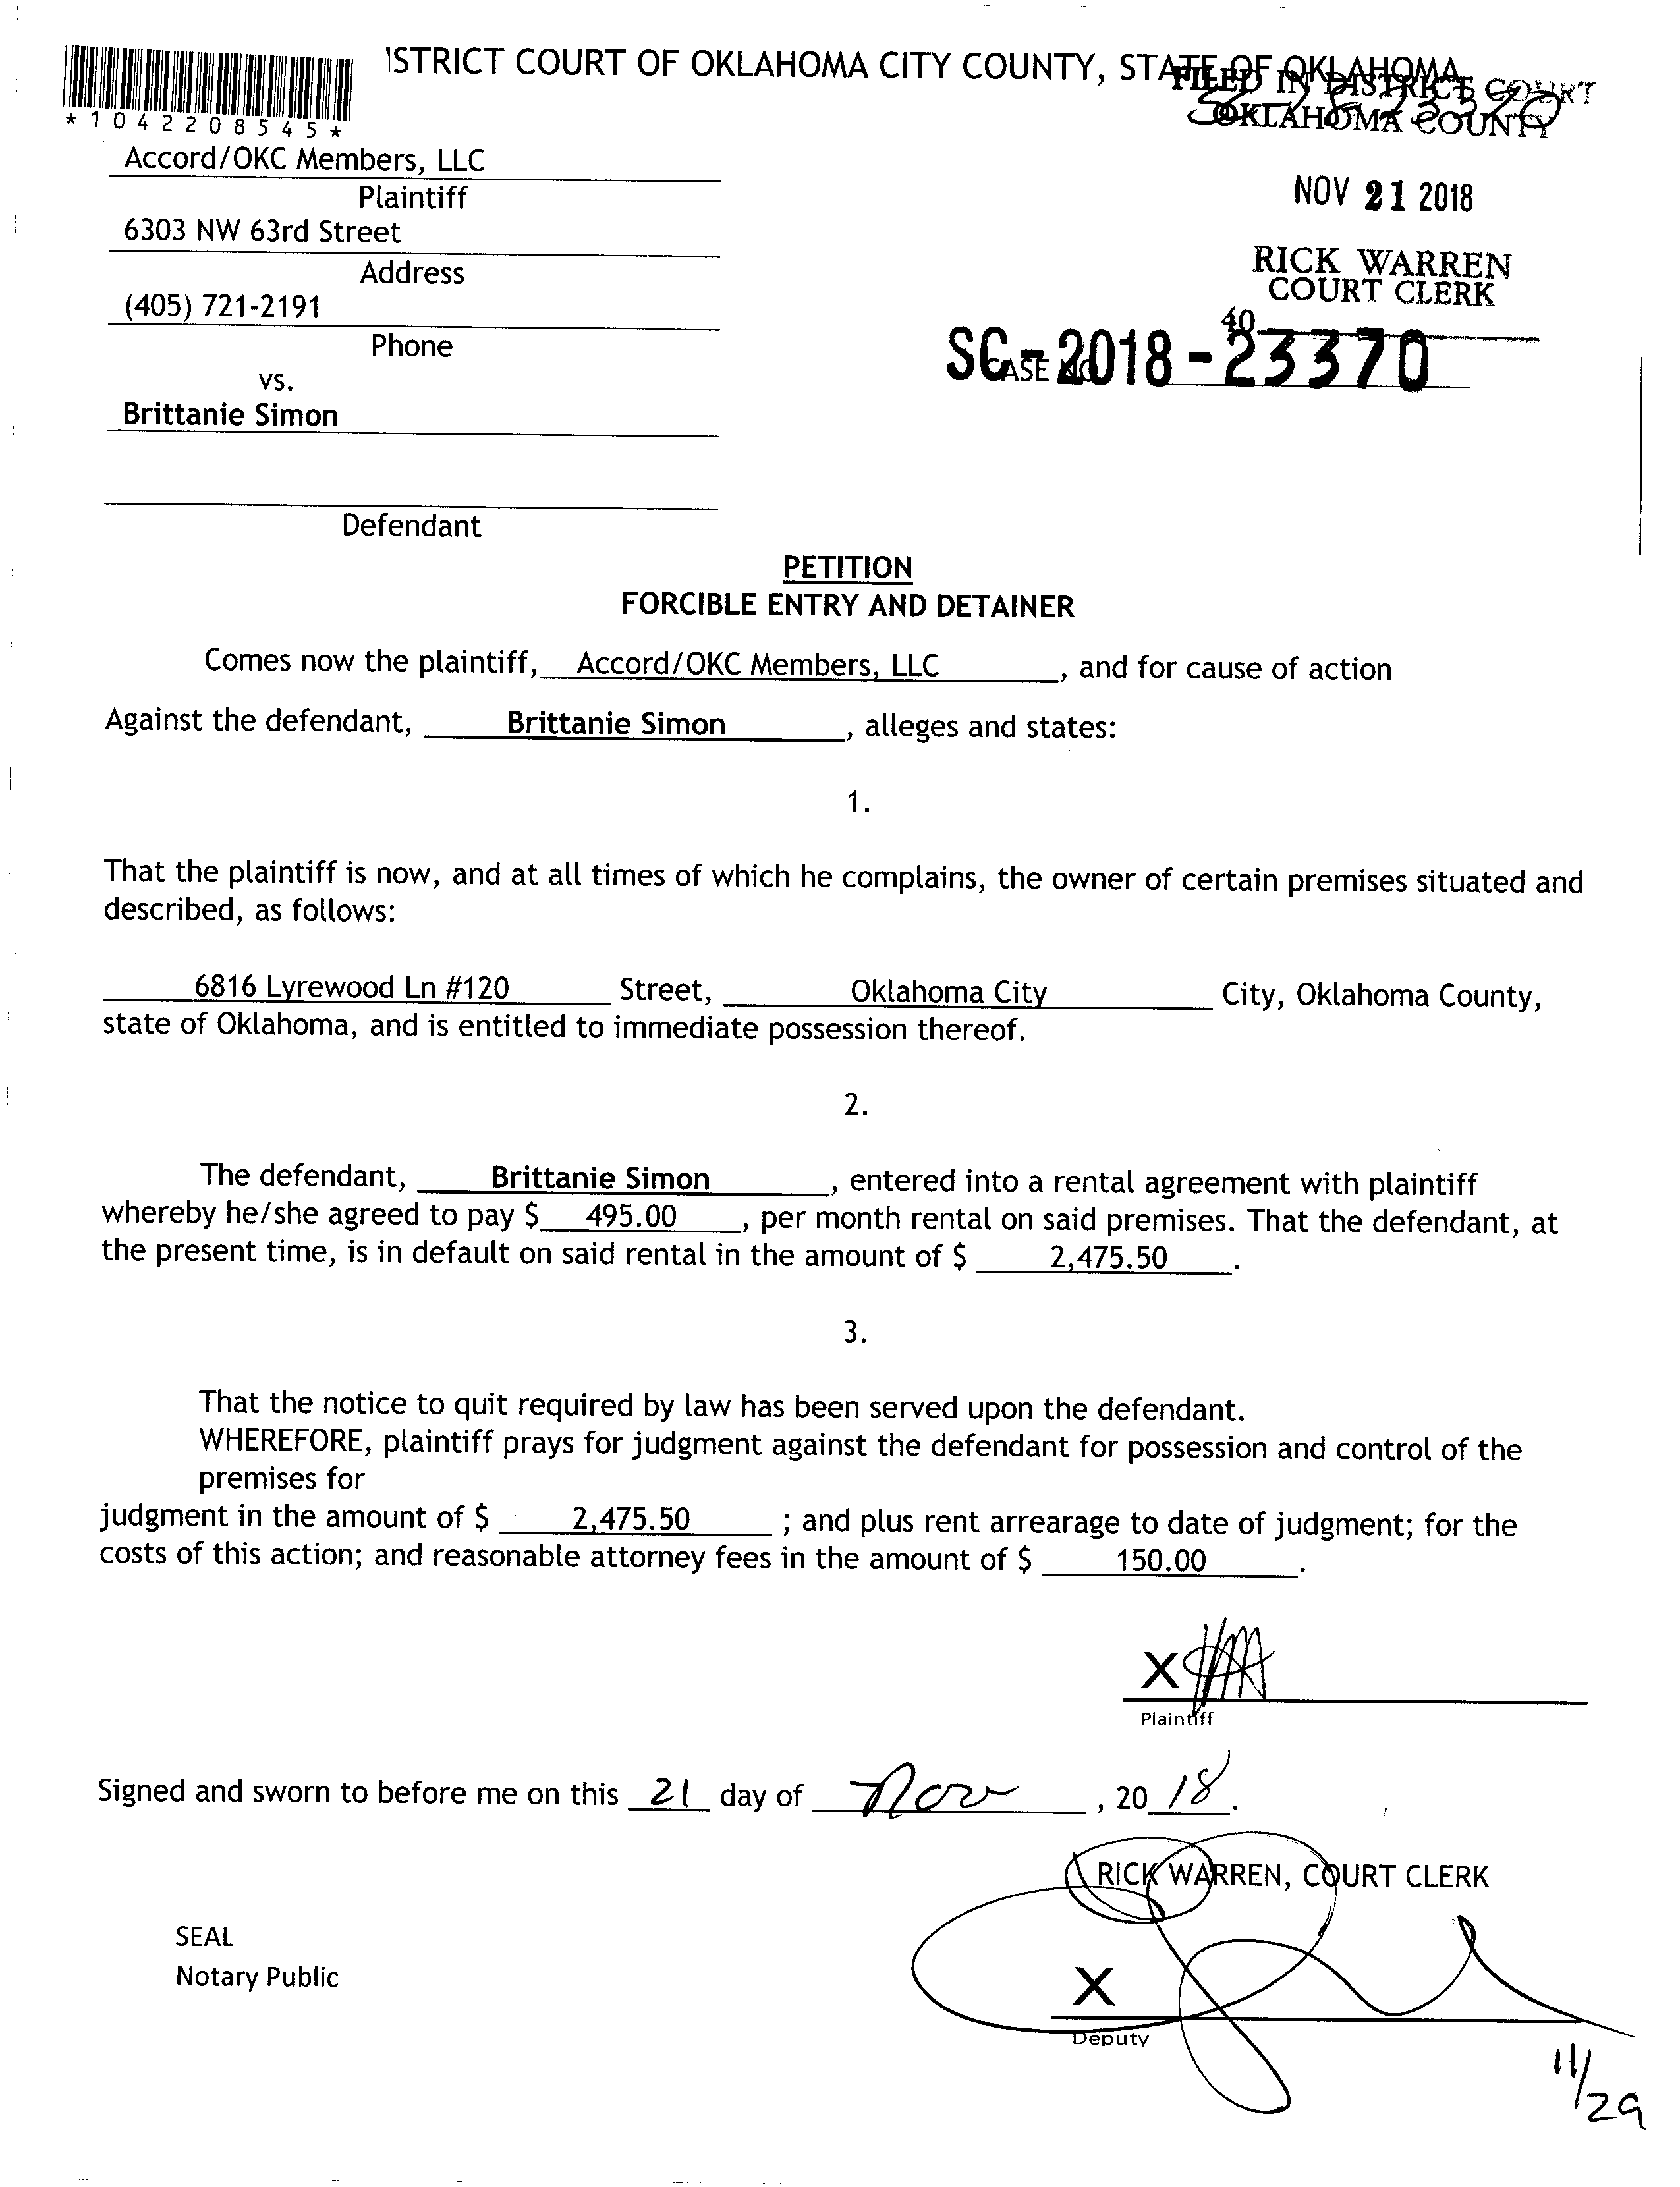 ISTRICT COURT OF OKLAHOMA CITY COUNTY, STATE OF OKLAHOMA
FILED IN DISTRICT COURT
OKLAHOMA COUNTY
*1042208545*
Accord/OKC Members, LLC
Plaintiff
NOV 21 2018
6303 NW 63rd Street
Address
RICK WARREN
COURT CLERK
(405) 721-2191
Phone
40
CASE NO
SC-2018-23370
vs.
Brittanie Simon
Defendant
PETITION
FORCIBLE ENTRY AND DETAINER
Comes now the plaintiff, Accord/OKC Members, LLC, and for cause of action
Against the defendant, Brittanie Simon, alleges and states:
1.
That the plaintiff is now, and at all times of which he complains, the owner of certain premises situated and
described, as follows:
6816 Lyrewood Ln #120 Street, Oklahoma City City, Oklahoma County,
state of Oklahoma, and is entitled to immediate possession thereof.
2.
The defendant, Brittanie Simon, entered into a rental agreement with plaintiff
whereby he/she agreed to pay $ 495.00, per month rental on said premises. That the defendant, at
the present time, is in default on said rental in the amount of $ 2,475.50.
3.
That the notice to quit required by law has been served upon the defendant.
WHEREFORE, plaintiff prays for judgment against the defendant for possession and control of the
premises for
judgment in the amount of $ 2,475.50 ; and plus rent arrearage to date of judgment; for the
costs of this action; and reasonable attorney fees in the amount of $ 150.00.
X
Plaintiff
Signed and sworn to before me on this 21 day of Nov, 20 18.
RICK WARREN, COURT CLERK
SEAL
Notary Public
X
Deputy
11/29